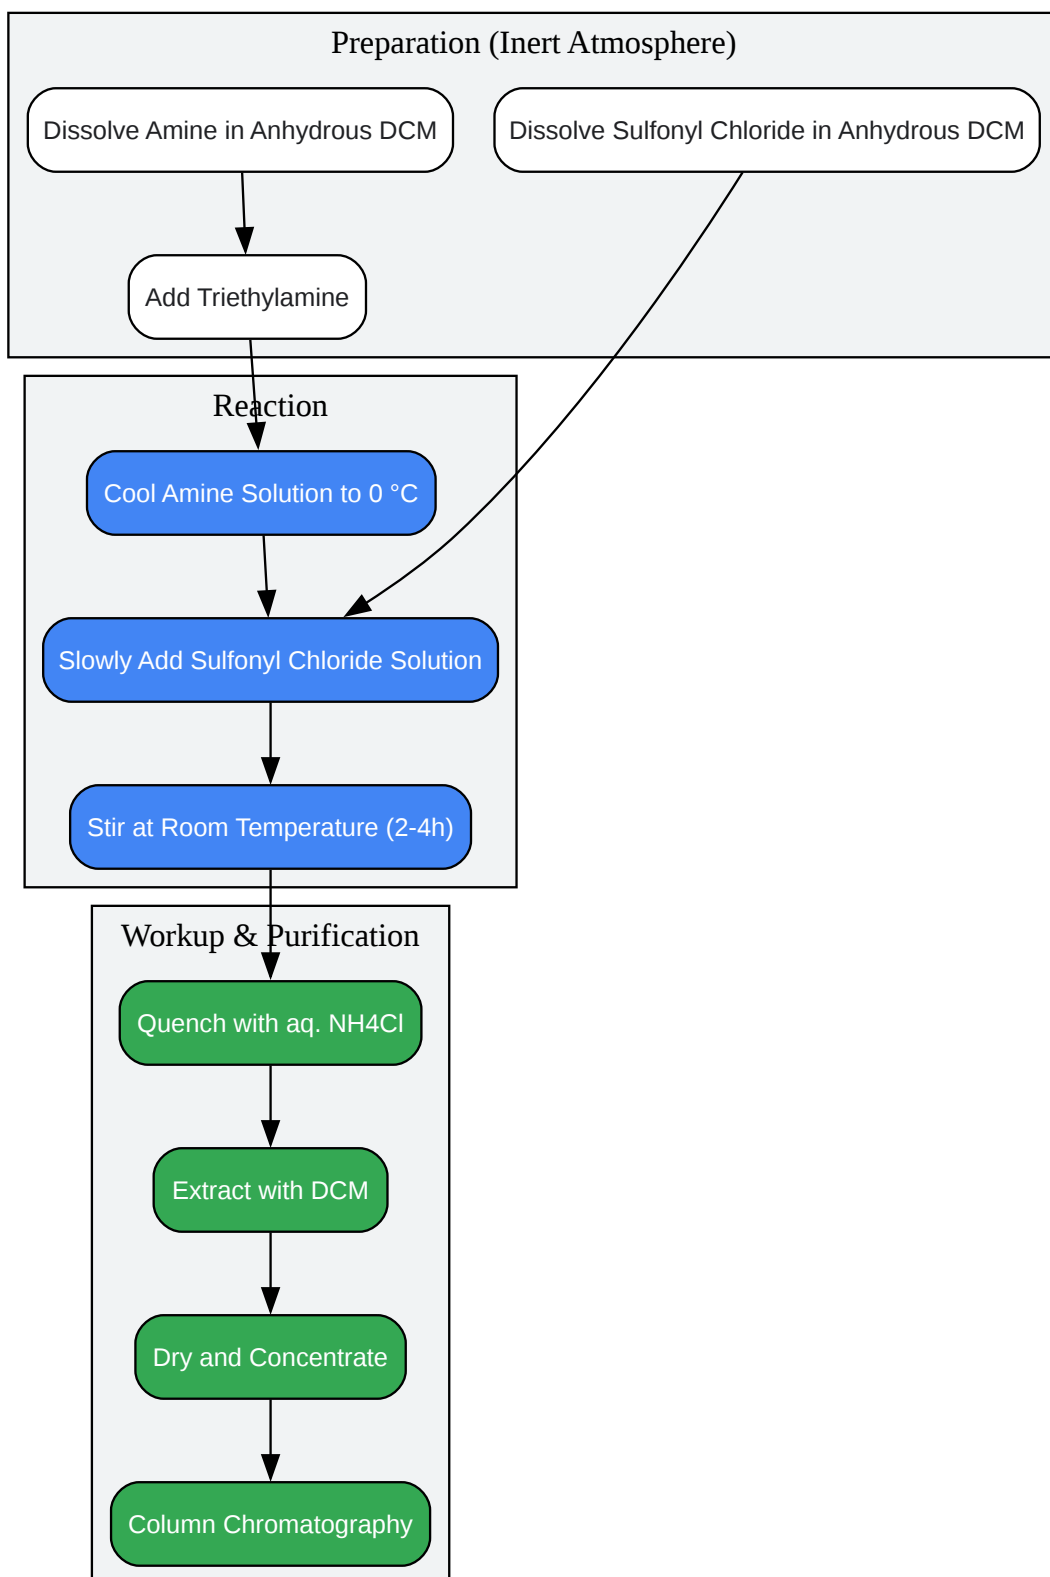 Preparation (Inert Atmosphere)
Dissolve Amine in Anhydrous DCM
Dissolve Sulfonyl Chloride in Anhydrous DCM
Add Triethylamine
Reaction
Cool Amine Solution to 0 °C
Slowly Add Sulfonyl Chloride Solution
Stir at Room Temperature (2-4h)
Workup & Purification
Quench with aq. NH4Cl
Extract with DCM
Dry and Concentrate
Column Chromatography